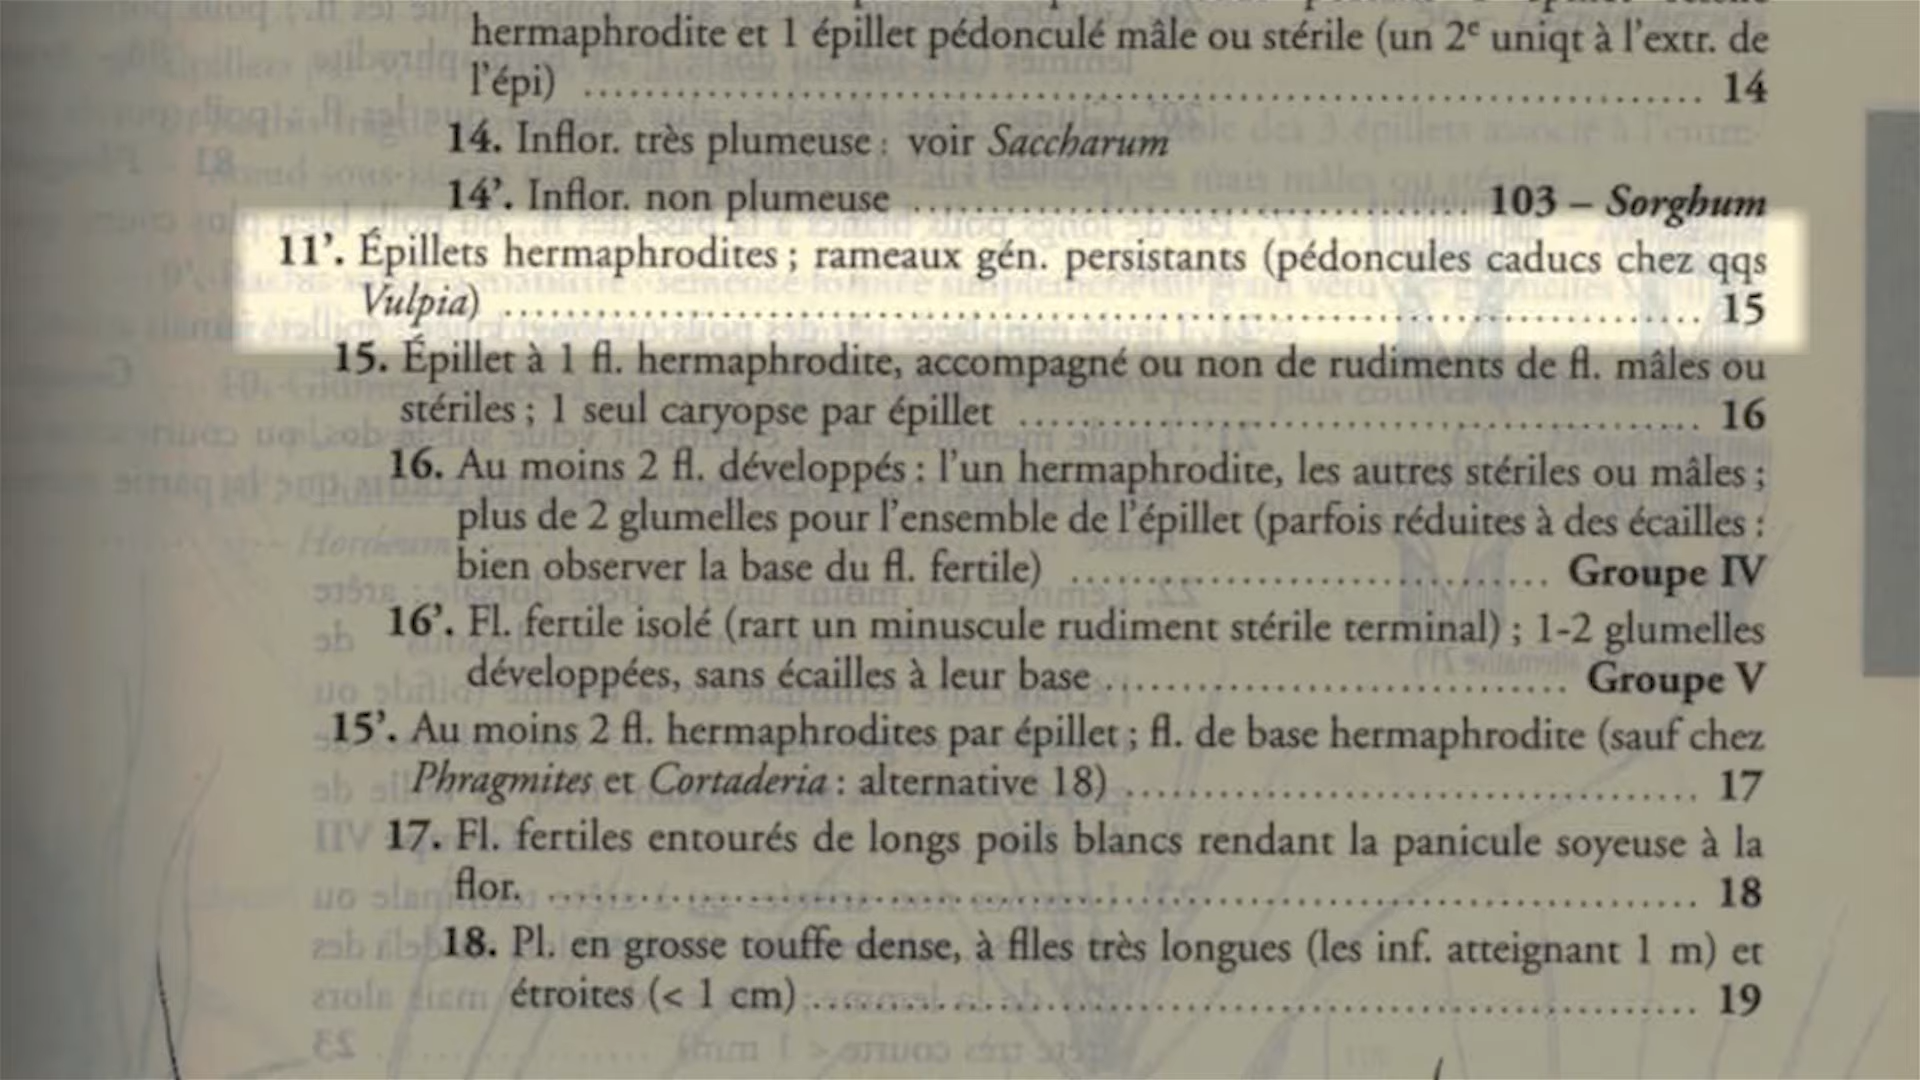 hermaphrodite et 1 épillet pédonculé mâle ou stérile (un 2e uniqt à l'extr. de
l'épi) .......... 14
14. Inflor. très plumeuse : voir Saccharum
14'. Inflor. non plumeuse .......... 103 – Sorghum
11'. Épillets hermaphrodites ; rameaux gén. persistants (pédoncules caducs chez qqs
Vulpia) .......... 15
15. Épillet à 1 fl. hermaphrodite, accompagné ou non de rudiments de fl. mâles ou
stériles ; 1 seul caryopse par épillet .......... 16
16. Au moins 2 fl. développés : l'un hermaphrodite, les autres stériles ou mâles ;
plus de 2 glumelles pour l'ensemble de l'épillet (parfois réduites à des écailles :
bien observer la base du fl. fertile) .......... Groupe IV
16'. Fl. fertile isolé (rart un minuscule rudiment stérile terminal) ; 1-2 glumelles
développées, sans écailles à leur base .......... Groupe V
15'. Au moins 2 fl. hermaphrodites par épillet ; fl. de base hermaphrodite (sauf chez
Phragmites et Cortaderia : alternative 18) .......... 17
17. Fl. fertiles entourés de longs poils blancs rendant la panicule soyeuse à la
flor. .......... 18
18. Pl. en grosse touffe dense, à flles très longues (les inf. atteignant 1 m) et
étroites (< 1 cm) .......... 19